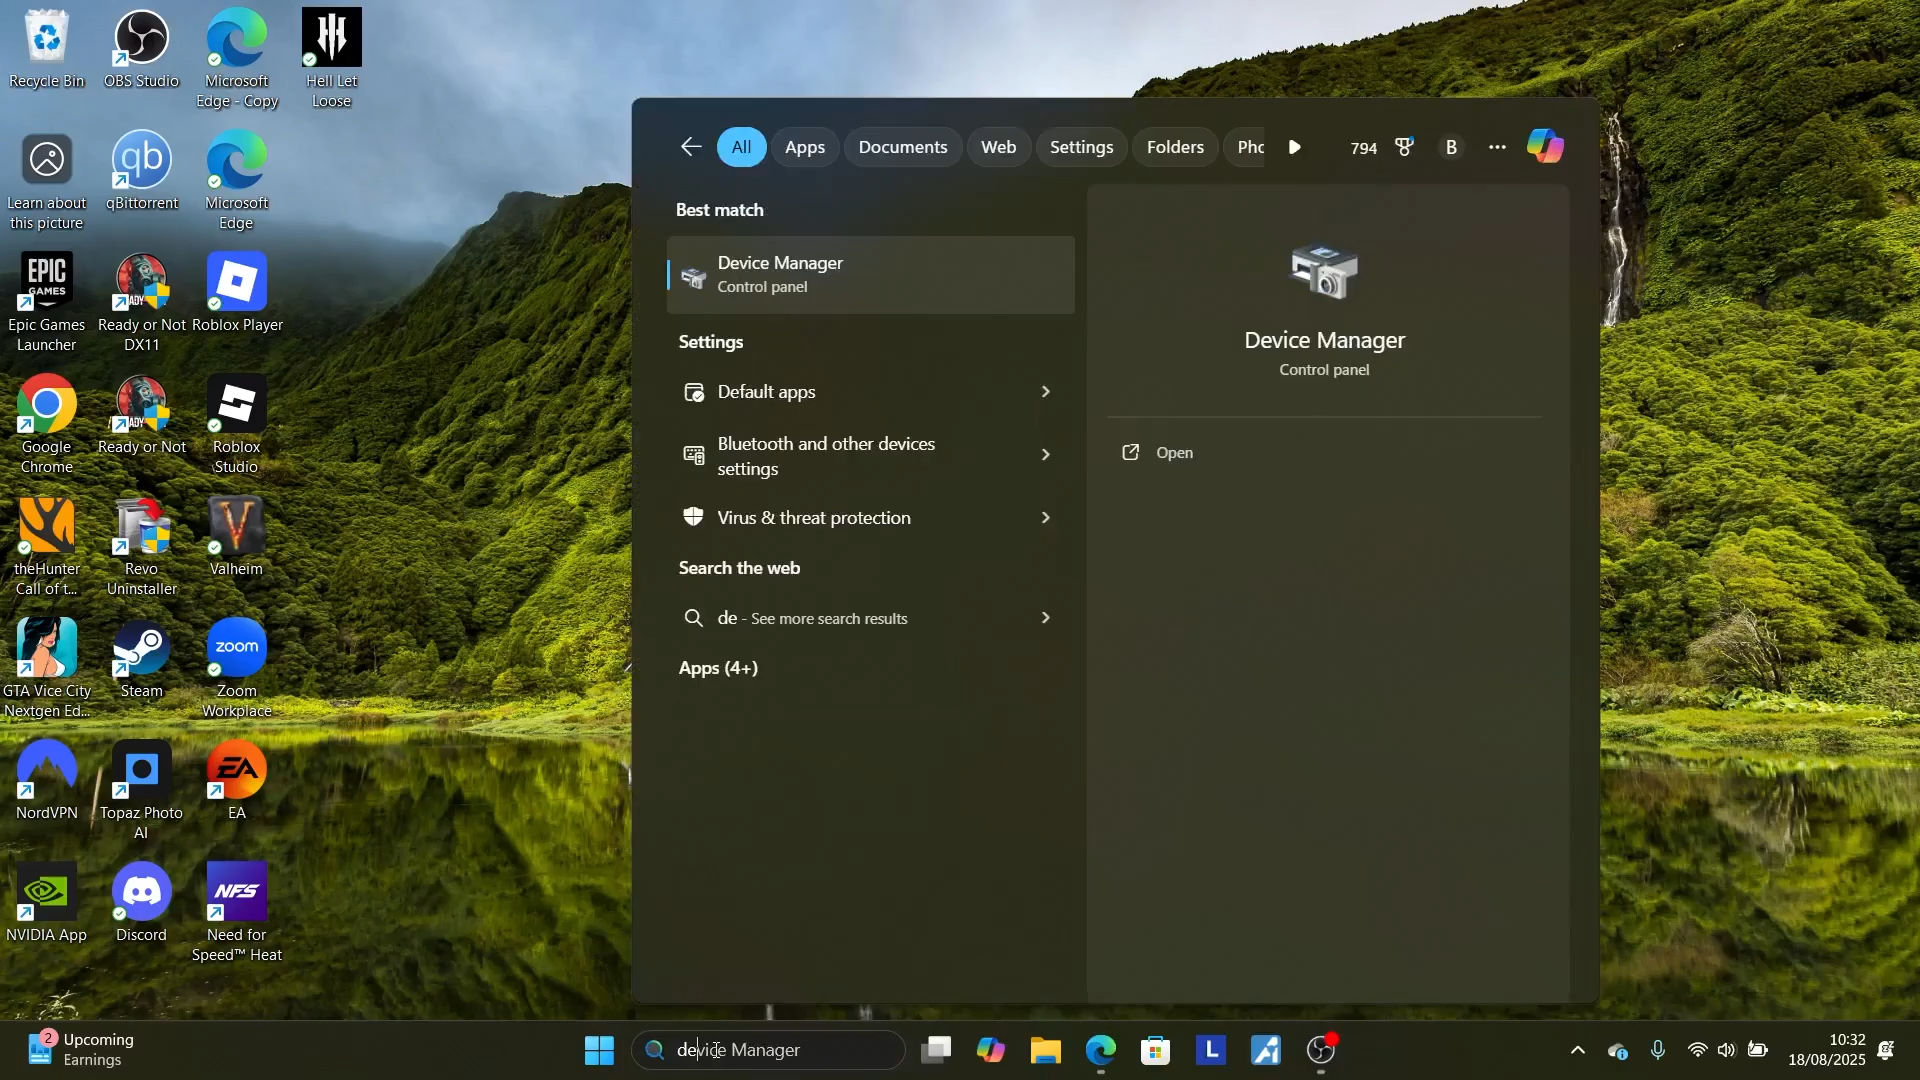 Recycle Bin
OBS Studio
Microsoft
Edge - Copy
Hell Let
Loose
Learn about
this picture
qb
qBittorrent
Microsoft
Edge
EPIC
GAMES
Epic Games
Launcher
Ready or Not
DX11
Roblox Player
Google
Chrome
Ready or Not
Roblox
Studio
theHunter
Call of t...
Revo
Uninstaller
V
Valheim
GTA Vice City
Nextgen Ed...
Steam
zoom
Zoom
Workplace
NordVPN
Topaz Photo
AI
EA
EA
NVIDIA App
Discord
NFS
Need for
Speed™ Heat
All
Apps
Documents
Web
Settings
Folders
Pho
794
B
Best match
Device Manager
Control panel
Settings
Default apps
Bluetooth and other devices
settings
Virus & threat protection
Search the web
de - See more search results
Apps (4+)
Device Manager
Control panel
Open
2
Upcoming
Earnings
device Manager
L
10:32
18/08/2025